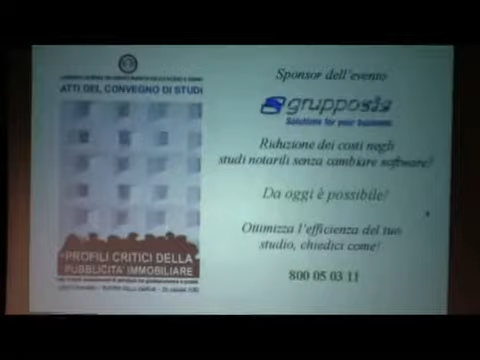 ATTI DEL CONVEGNO DI STUDI
PROFILI CRITICI DELLA
PUBBLICITA' IMMOBILIARE
Sponsor dell'evento
grupposis
Solutions for your business
Riduzione dei costi negli
studi notarili senza cambiare software?
Da oggi è possibile!
Ottimizza l'efficienza del tuo
studio, chiedici come!
800 05 03 11